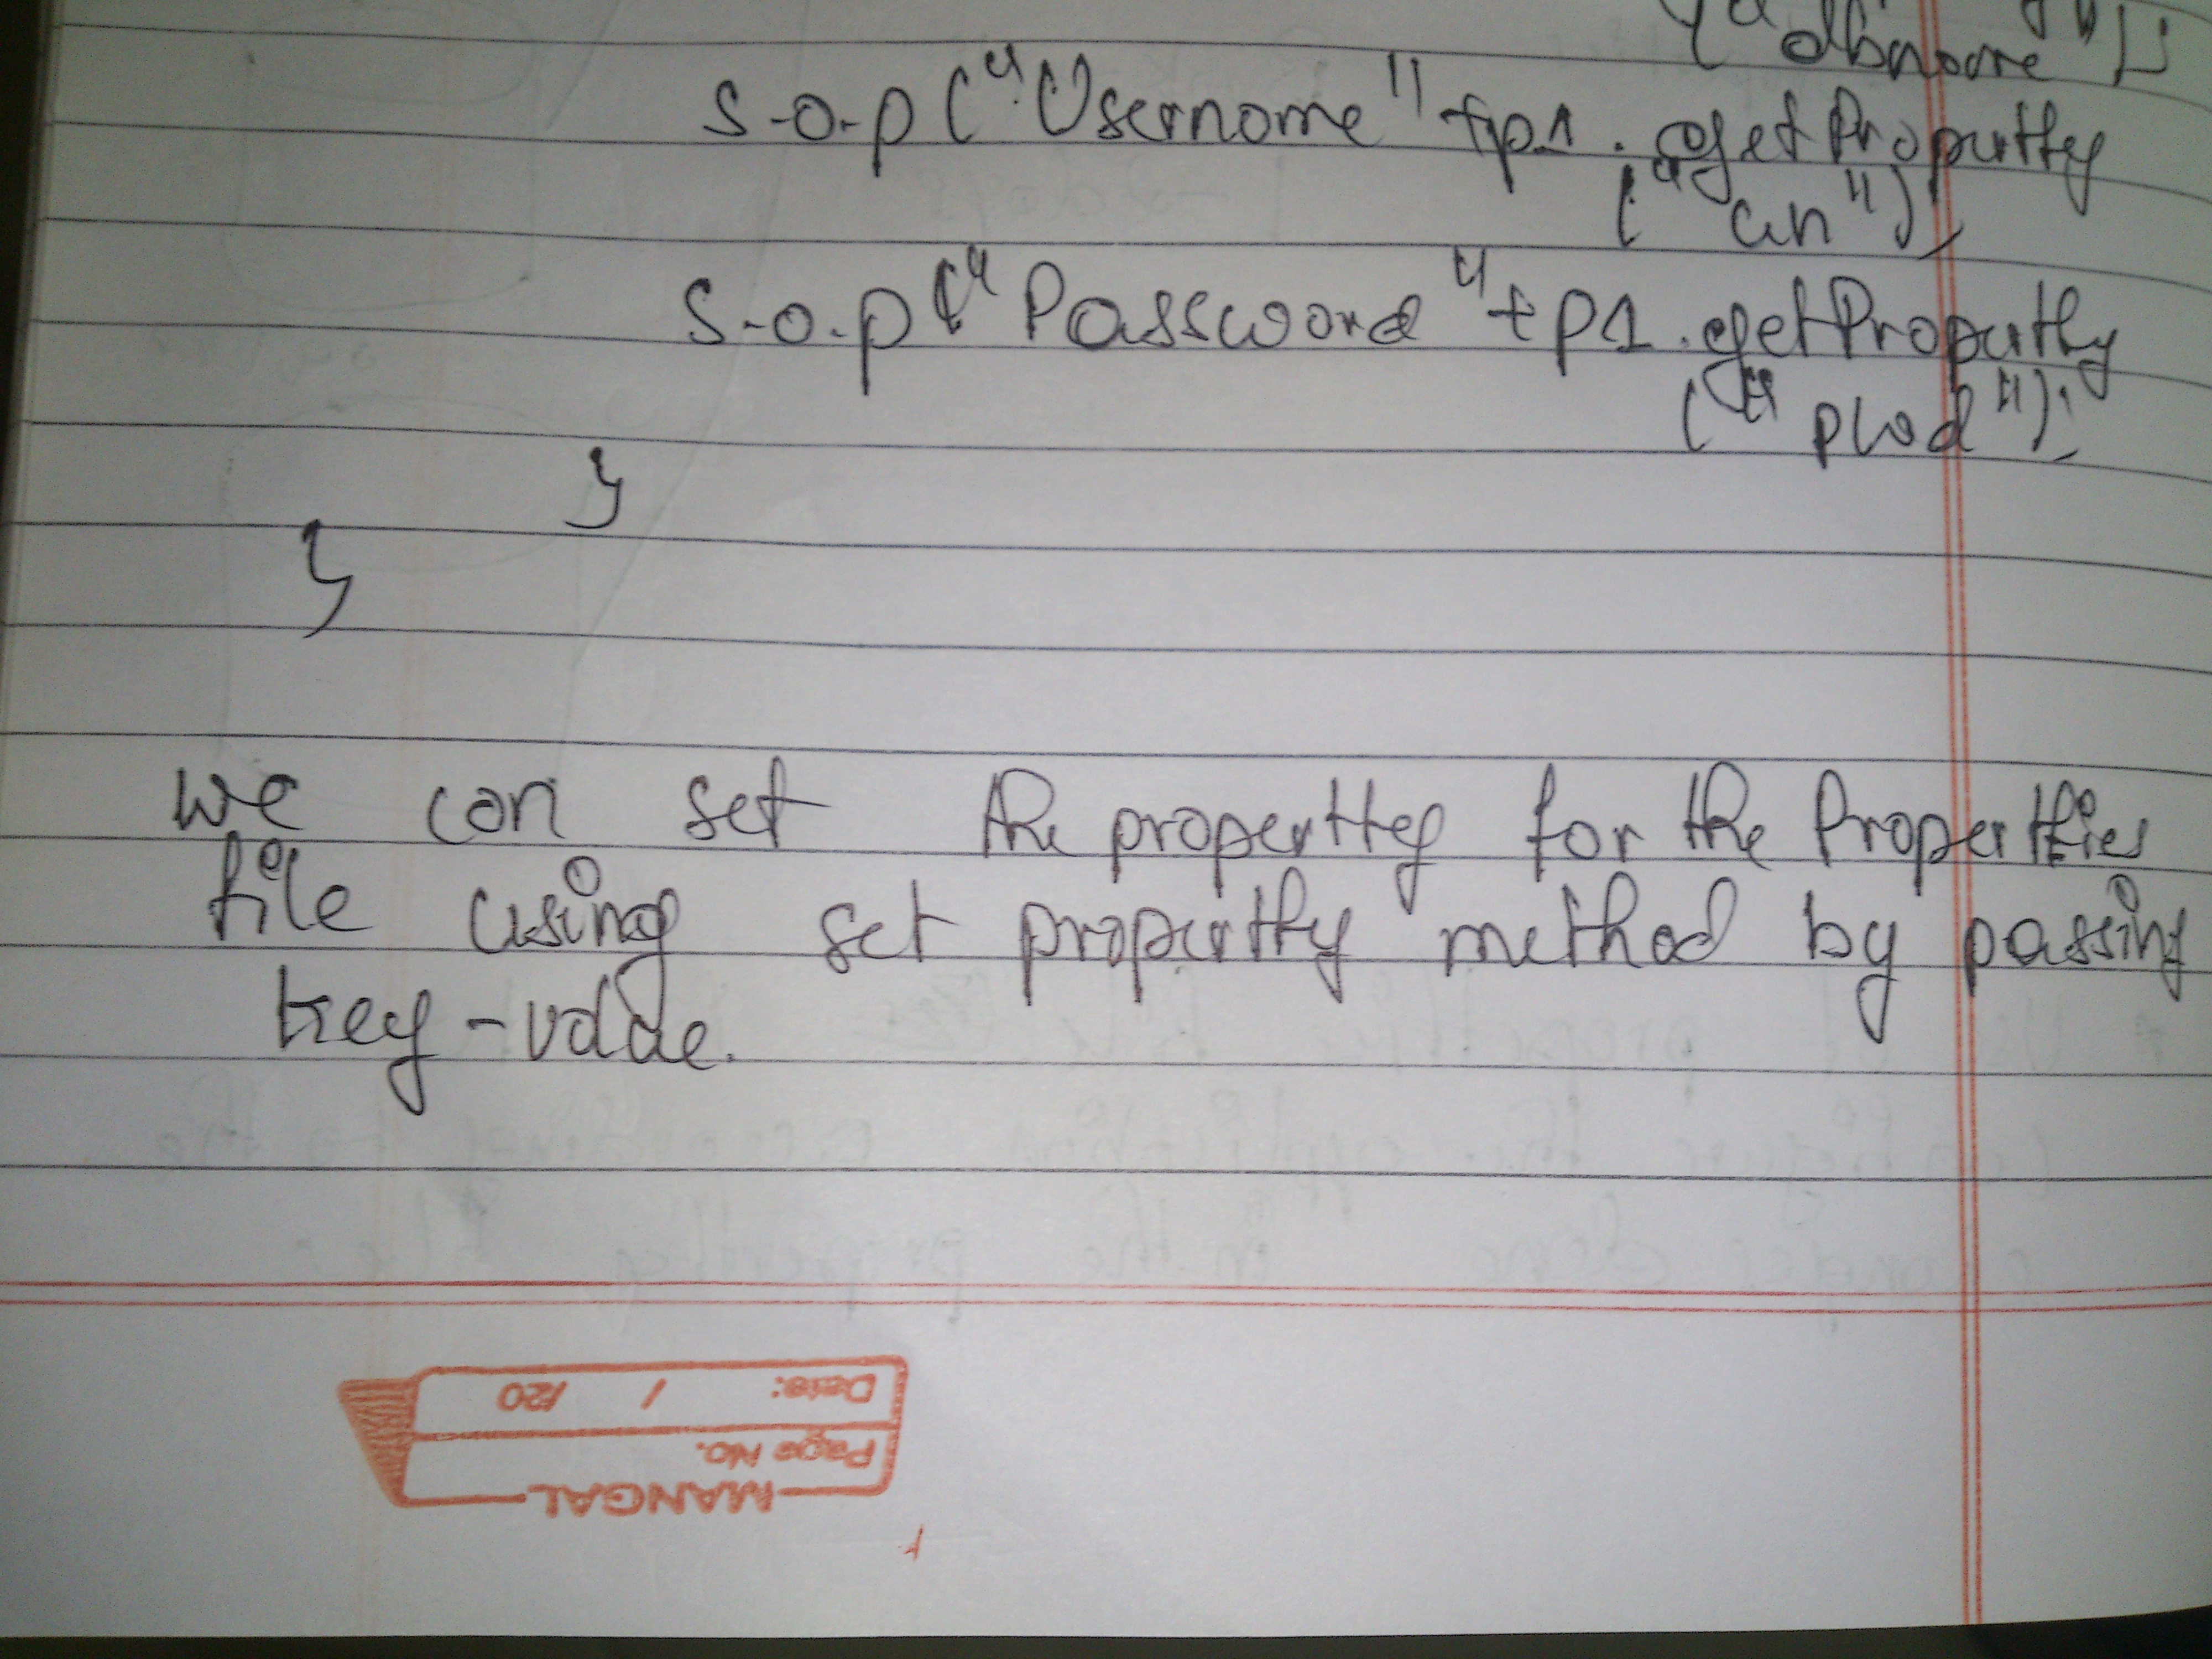 ("dbname");
S.o.p("Username"+p1.getProperty
("un");
S.o.p("Password"+p1.getProperty
("pwd");
}
}
we can set the property for the Properties
file using set property method by passing
key-value.
MANGAL
Page No.
Date: / /20